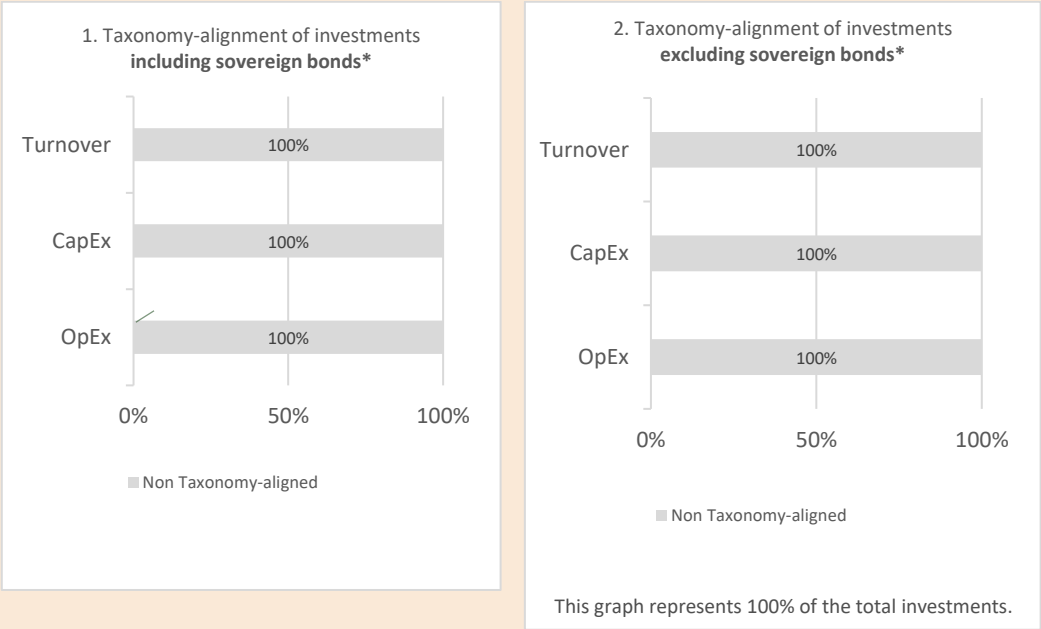 1. Taxonomy-alignment of investments
including sovereign bonds*
Turnover
100%
CapEx
100%
OpEx
100%
0%
50%
100%
Non Taxonomy-aligned
2. Taxonomy-alignment of investments
excluding sovereign bonds*
Turnover
100%
CapEx
100%
OpEx
100%
0%
50%
100%
Non Taxonomy-aligned
This graph represents 100% of the total investments.